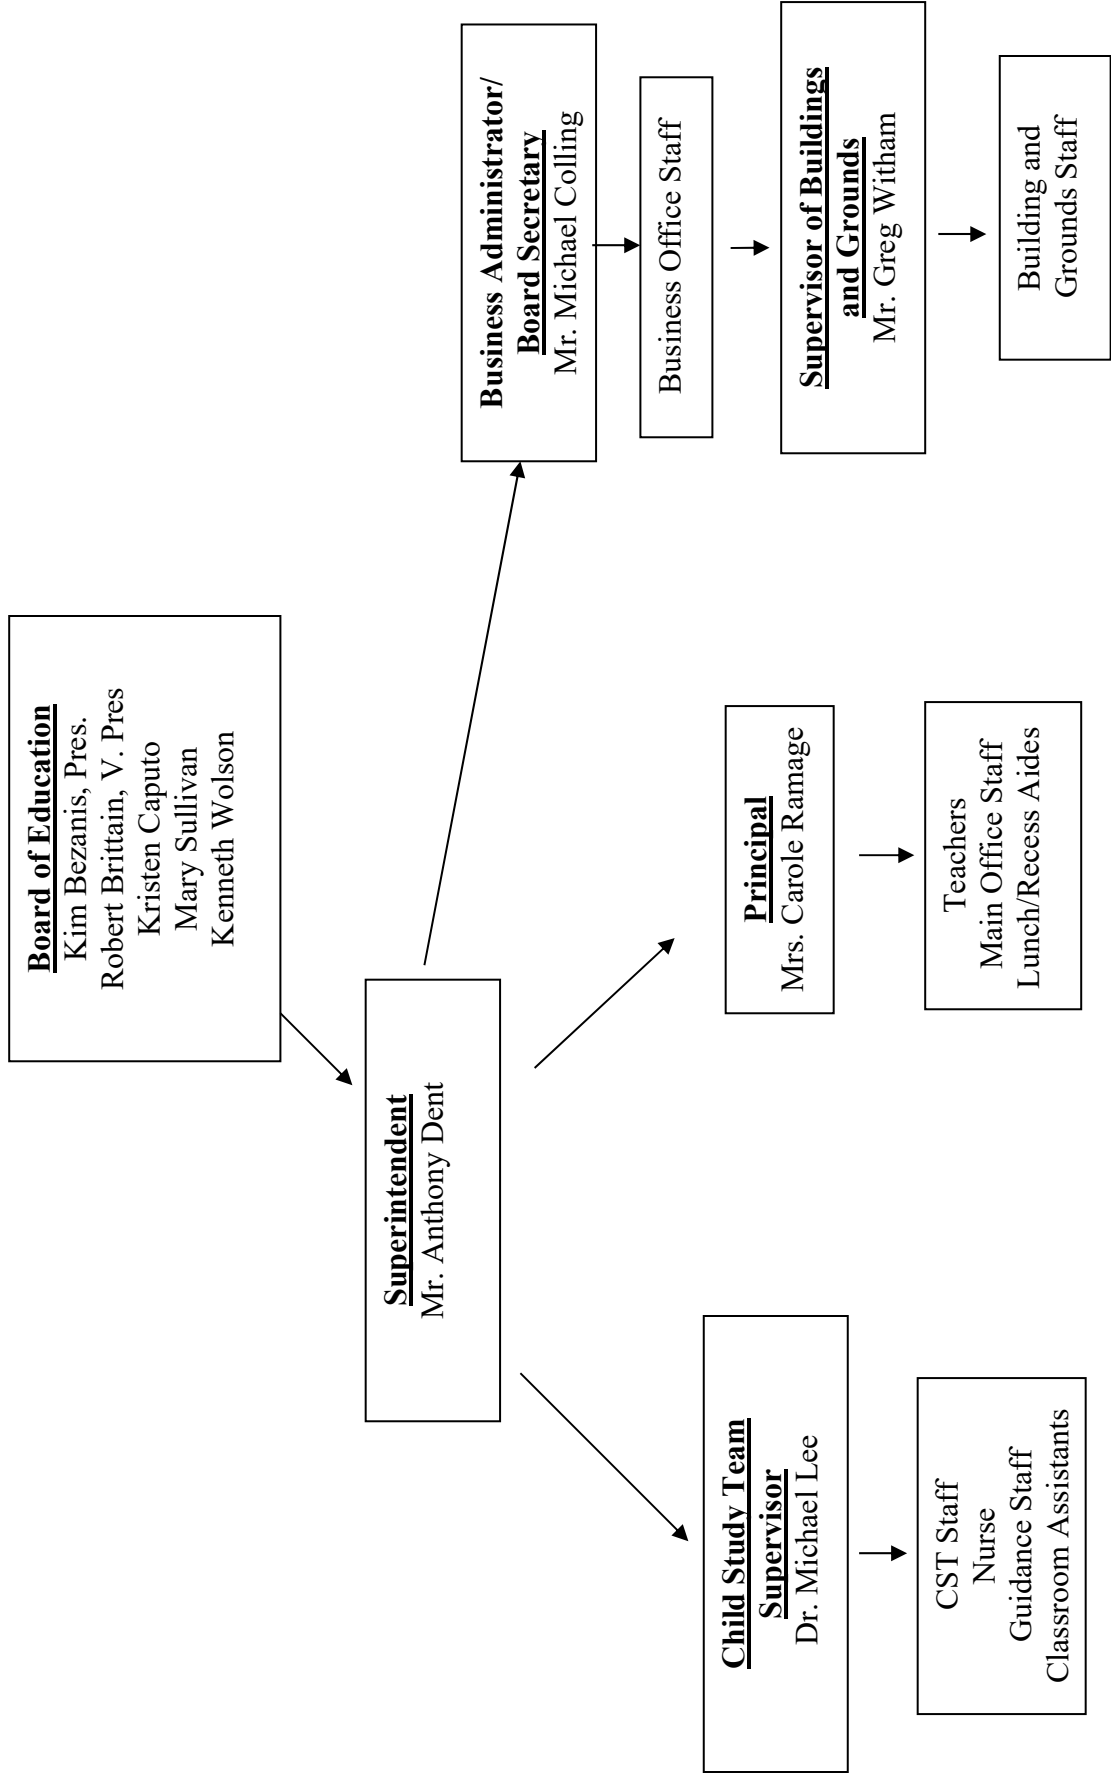 Board of Education
Kim Bezanis, Pres.
Robert Brittain, V. Pres
Kristen Caputo
Mary Sullivan
Kenneth Wolson
Superintendent
Mr. Anthony Dent
Child Study Team
Supervisor
Dr. Michael Lee
CST Staff
Nurse
Guidance Staff
Classroom Assistants
Principal
Mrs. Carole Ramage
Teachers
Main Office Staff
Lunch/Recess Aides
Business Administrator/
Board Secretary
Mr. Michael Colling
Business Office Staff
Supervisor of Buildings
and Grounds
Mr. Greg Witham
Building and
Grounds Staff